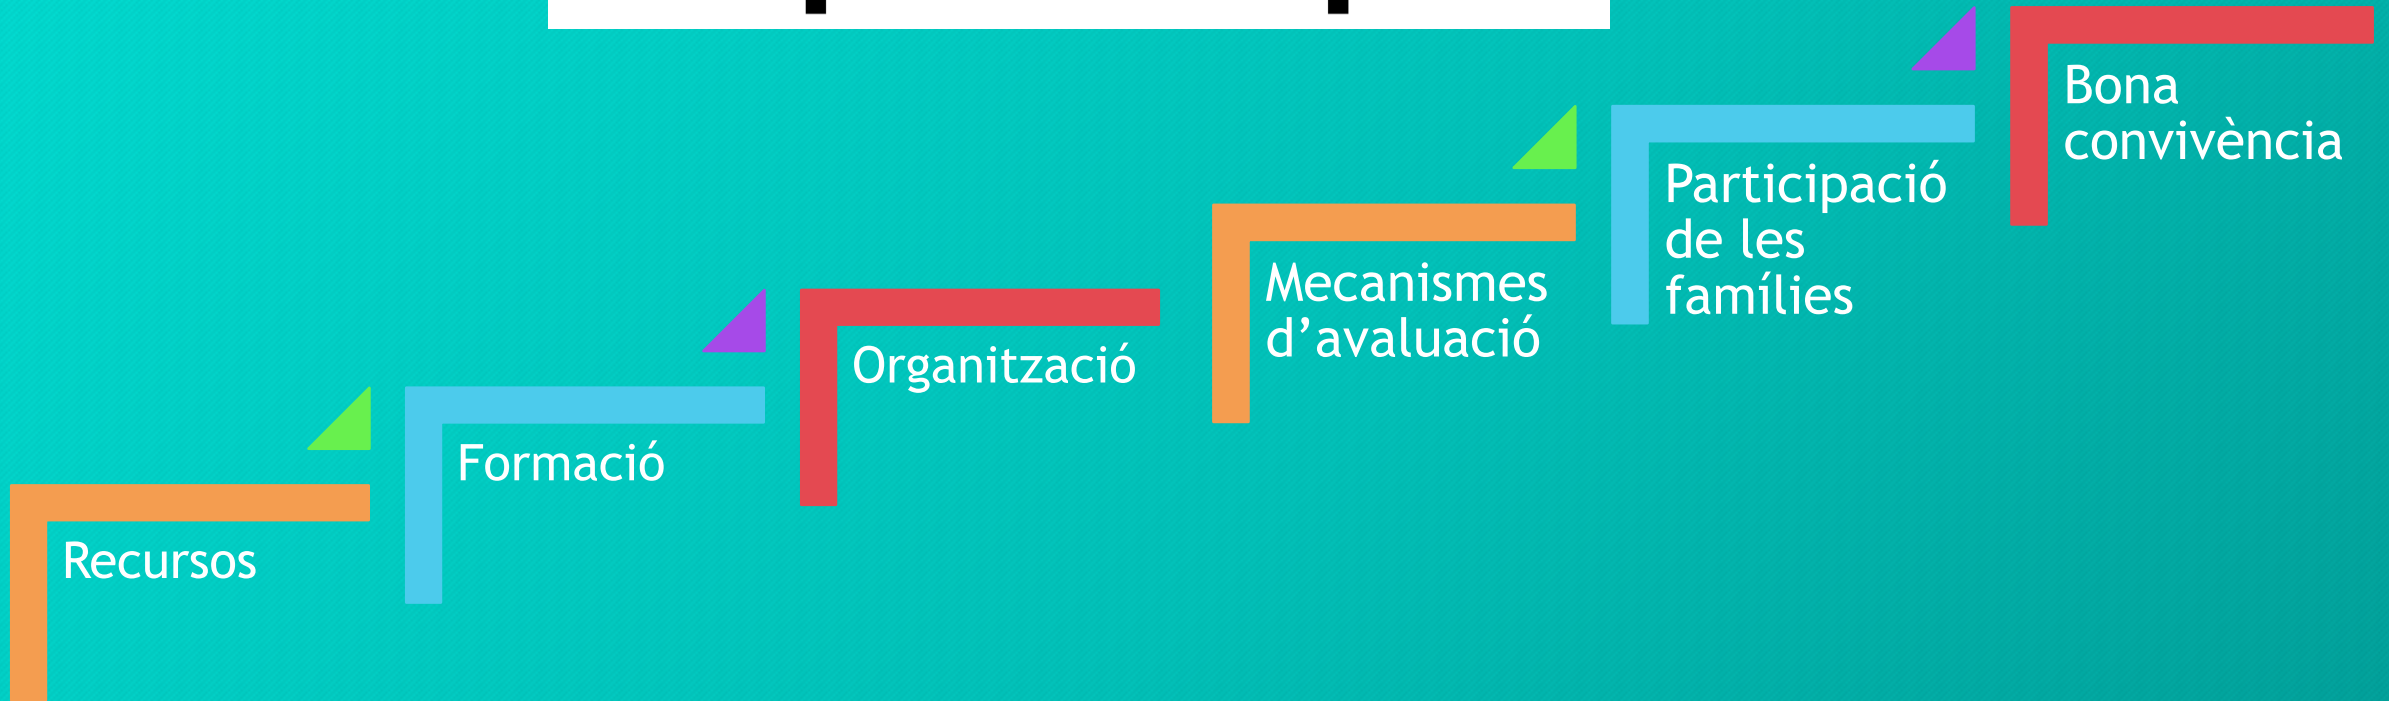 Recursos
Formació
Organització
Mecanismes
d’avaluació
Participació
de les
famílies
Bona
convivència